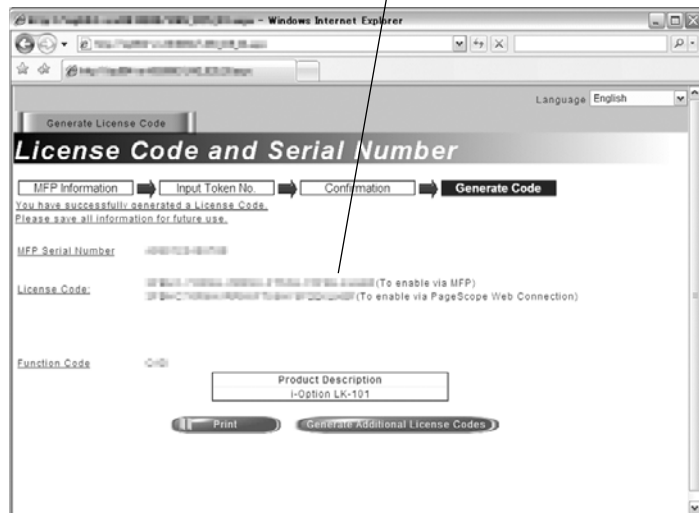 - Windows Internet Explorer
Language English
Generate License Code
License Code and Serial Number
MFP Information Input Token No. Confirmation Generate Code
You have successfully generated a License Code.
Please save all information for future use.
MFP Serial Number
License Code:
(To enable via MFP)
(To enable via PageScope Web Connection)
Function Code
Product Description
i-Option LK-101
Print Generate Additional License Codes